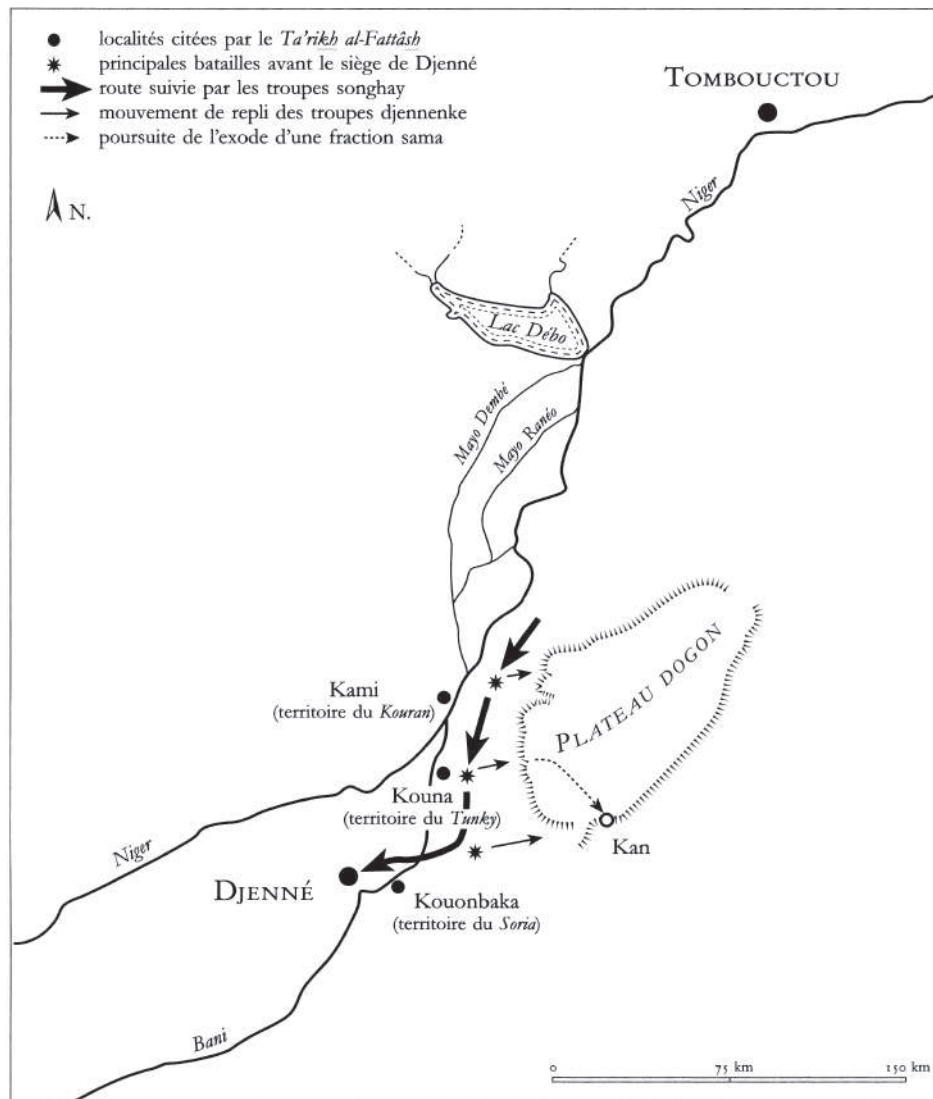 localités citées par le Ta'rikh al-Fattâsh
principales batailles avant le siège de Djenné
route suivie par les troupes songhay
mouvement de repli des troupes djennenke
poursuite de l'exode d'une fraction sama
N.
TOMBOUCTOU
Niger
Lac Débo
Mayo Dembé
Mayo Ranéo
PLATEAU DOGON
Kami
(territoire du Kouran)
Kouna
(territoire du Tunky)
Kan
Niger
DJENNÉ
Kouonbaka
(territoire du Soria)
Bani
0 75 km 150 km